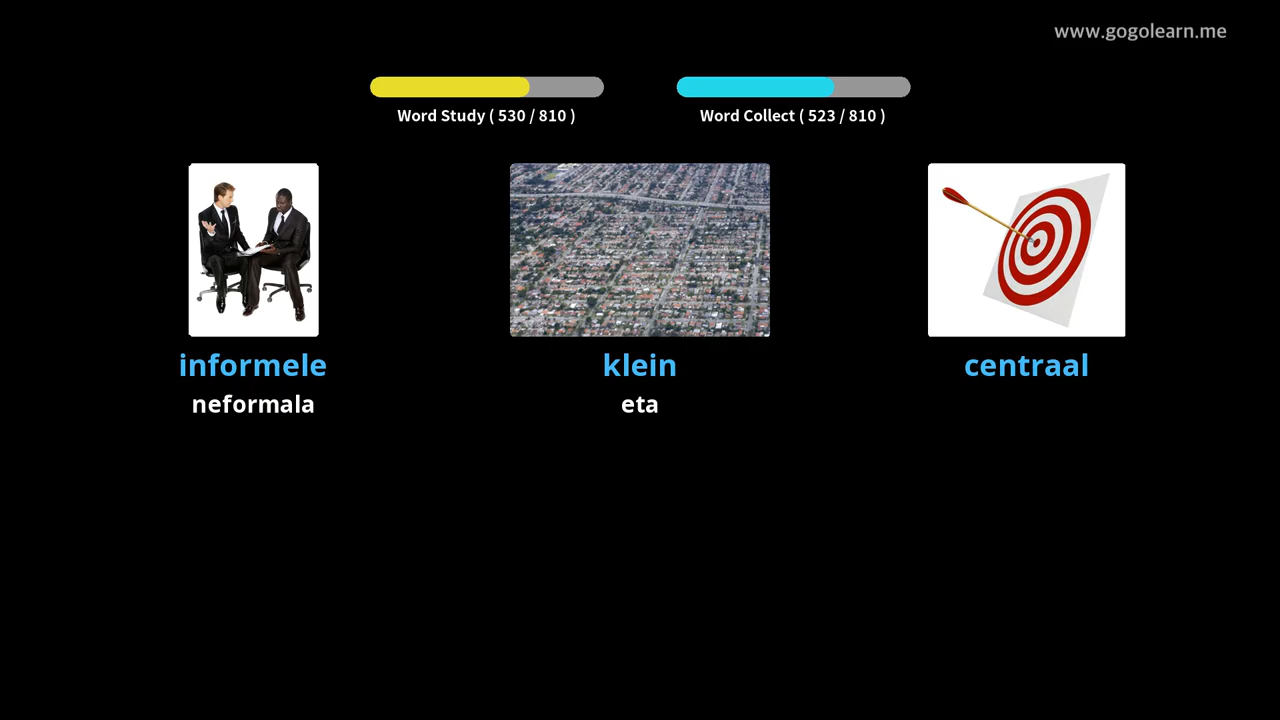 www.gogolearn.me
Word Study ( 530 / 810 )
Word Collect ( 523 / 810 )
informele
klein
centraal
neformala
eta